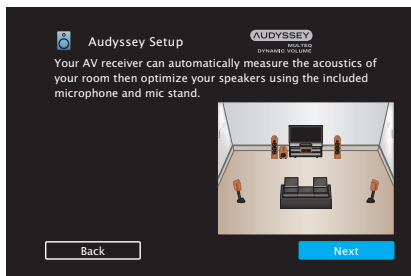 Audyssey Setup
AUDYSSEY
MULTEQ
DYNAMIC VOLUME
Your AV receiver can automatically measure the acoustics of
your room then optimize your speakers using the included
microphone and mic stand.
Back
Next